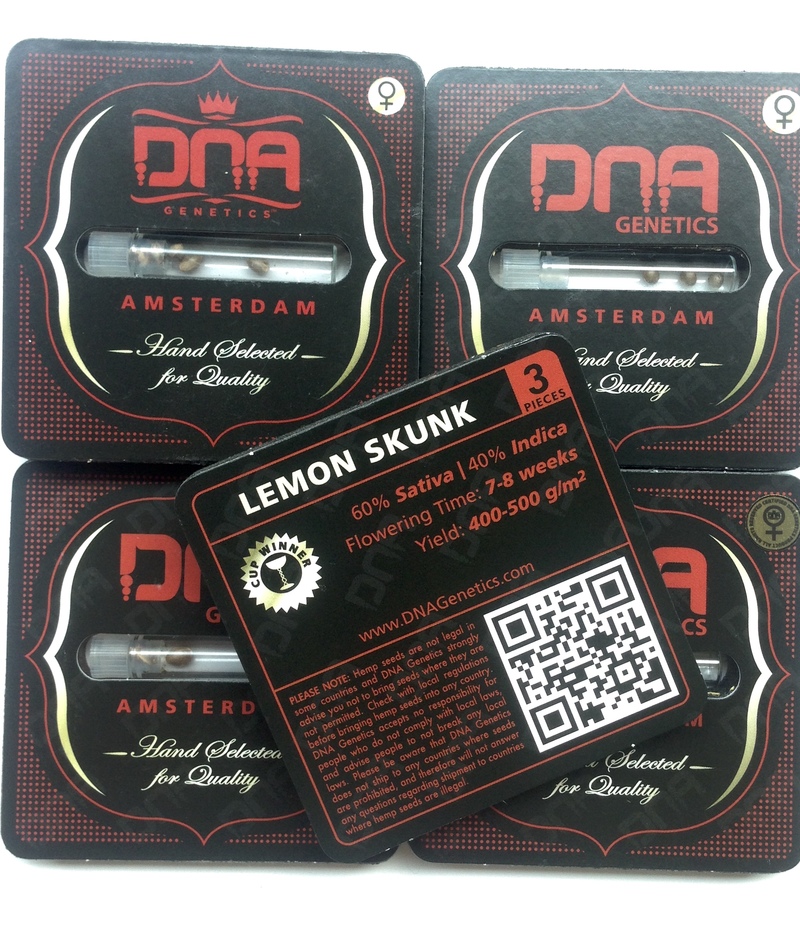 DNA
GENETICS
AMSTERDAM
Hand Selected
for Quality
DNA
GENETICS
AMSTERDAM
and Selected
Quality
LEMON SKUNK
3
PIECES
60% Sativa | 40% Indica
Flowering Time: 7-8 weeks
Yield: 400-500 g/m²
CUP WINNER
www.DNAGenetics.com
PLEASE NOTE: Hemp seeds are not legal in
some countries and DNA Genetics strongly
advise you not to bring seeds where they are
not permitted. Check with local regulations
before bringing hemp seeds into any country.
DNA Genetics accepts no responsibility for
people who do not comply with local laws,
and advise people to not break any local
laws. Please be aware that DNA Genetics
does not ship to any countries where seeds
are prohibited, and therefore will not answer
any questions regarding shipment to countries
where hemp seeds are illegal.
DN
G
AMSTERD
Hand Selected
for Quality
A
CS
M
Selected
for Quality